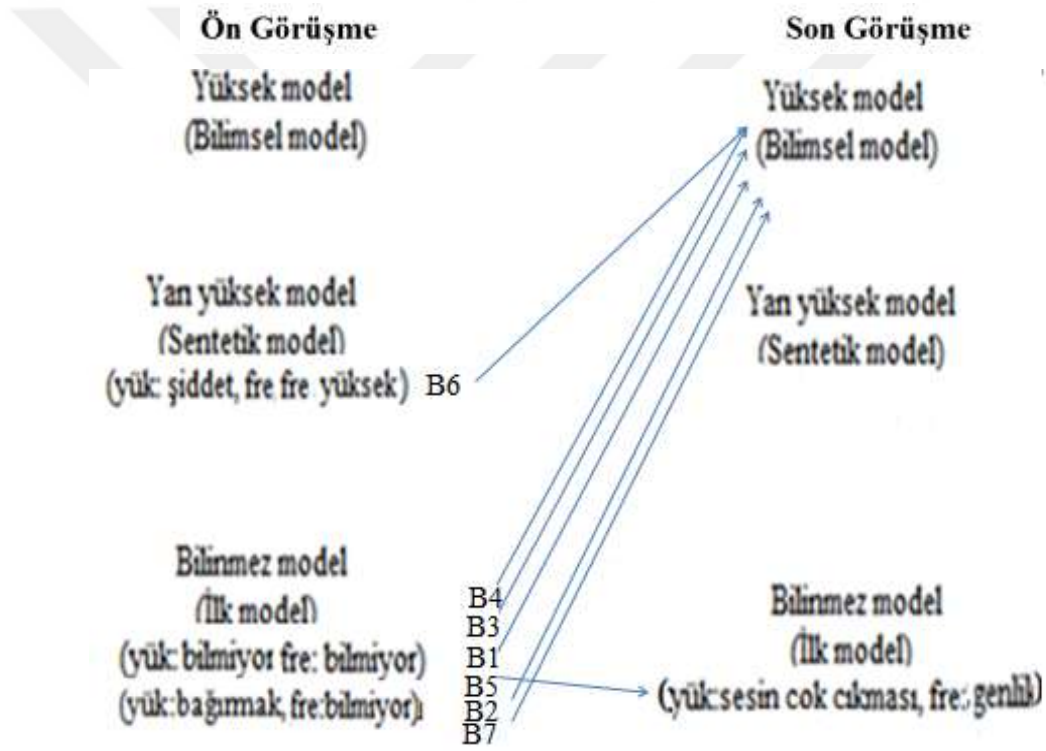 Ön Görüşme
Yüksek model
(Bilimsel model)
Yarı yüksek model
(Sentetik model)
(yük: şiddet, fre fre yüksek) B6
Bilinmez model
(İlk model)
(yük:bilmiyor fre: bilmiyor)
(yük:bağırmak, fre:bilmiyor)
B4
B3
B1
B5
B2
B7
Son Görüşme
Yüksek model
(Bilimsel model)
Yarı yüksek model
(Sentetik model)
Bilinmez model
(İlk model)
(yük:sesin cok cıkması, fre:genlik)